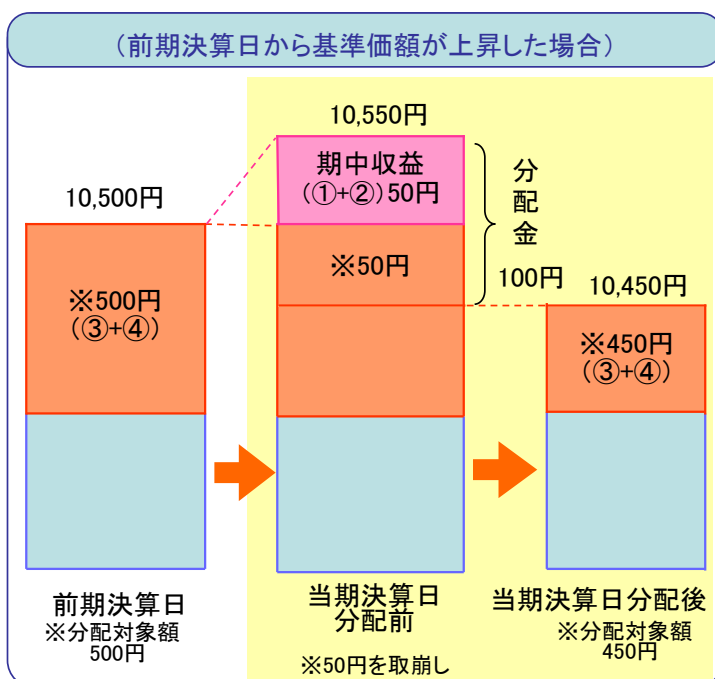 （前期決算日から基準価額が上昇した場合）
10,550円
期中収益
（①+②）50円
分配金
10,500円
※50円
100円
10,450円
※500円
（③+④）
※450円
（③+④）
前期決算日
※分配対象額
500円
当期決算日
分配前
※50円を取崩し
当期決算日分配後
※分配対象額
450円